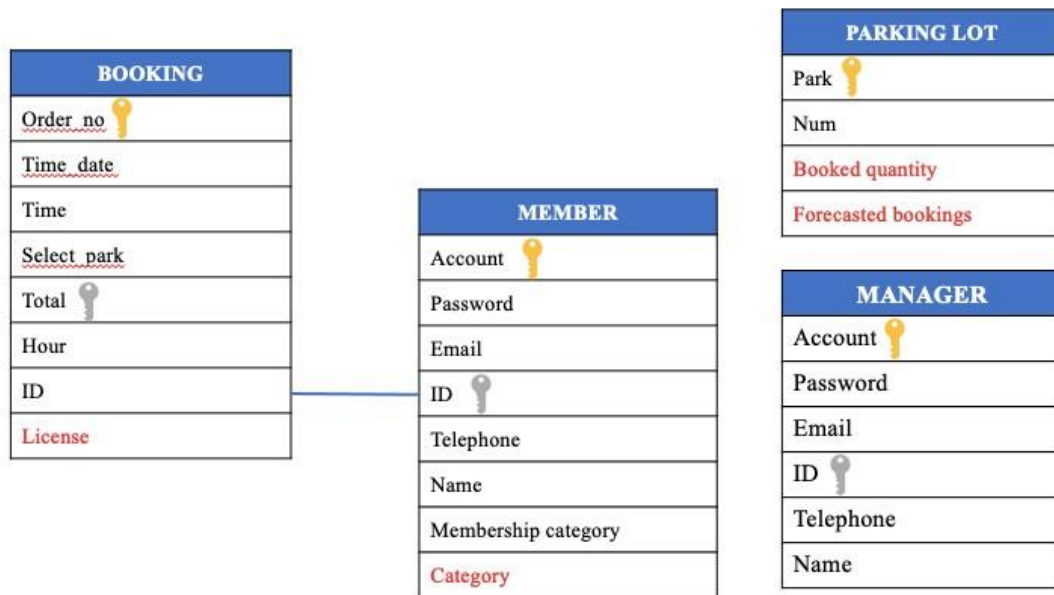 BOOKING
Order_no
Time_date
Time
Select_park
Total
Hour
ID
License
MEMBER
Account
Password
Email
ID
Telephone
Name
Membership category
Category
PARKING LOT
Park
Num
Booked quantity
Forecasted bookings
MANAGER
Account
Password
Email
ID
Telephone
Name